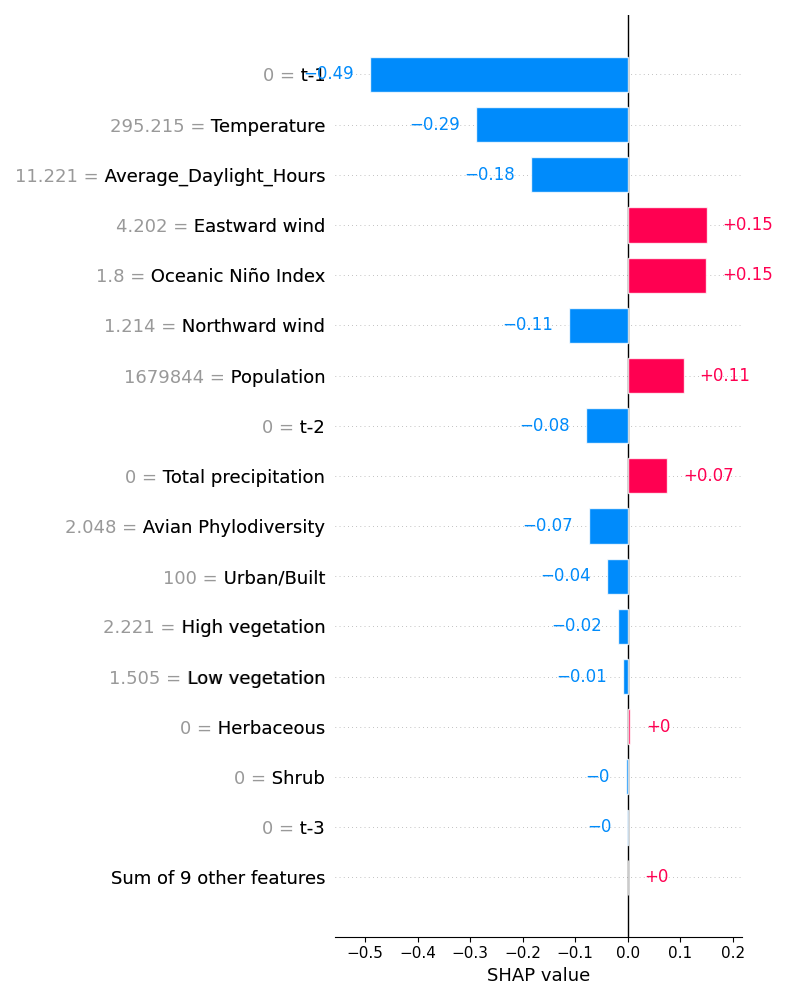 0 = t-1 −0.49
295.215 = Temperature −0.29
11.221 = Average_Daylight_Hours −0.18
4.202 = Eastward wind +0.15
1.8 = Oceanic Niño Index +0.15
1.214 = Northward wind −0.11
1679844 = Population +0.11
0 = t-2 −0.08
0 = Total precipitation +0.07
2.048 = Avian Phylodiversity −0.07
100 = Urban/Built −0.04
2.221 = High vegetation −0.02
1.505 = Low vegetation −0.01
0 = Herbaceous +0
0 = Shrub −0
0 = t-3 −0
Sum of 9 other features +0
−0.5 −0.4 −0.3 −0.2 −0.1 0.0 0.1 0.2
SHAP value